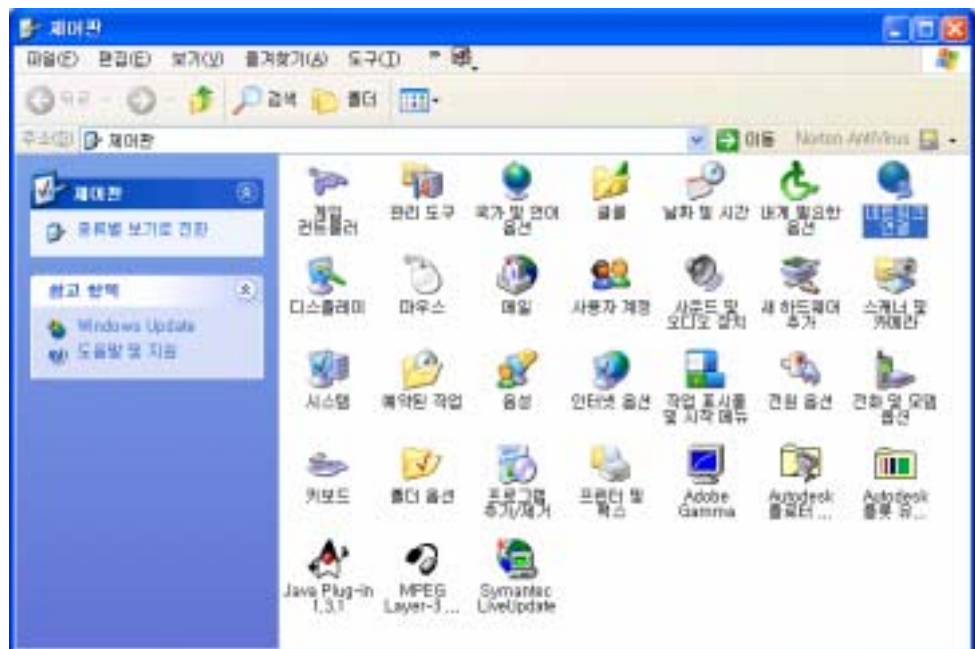 제어판
파일(F) 편집(E) 보기(V) 즐겨찾기(A) 도구(T) »
뒤로 검색 폴더
주소(D) 제어판 이동 Norton AntiVirus
제어판
종류별 보기로 전환
참고 항목
Windows Update
도움말 및 지원
게임
컨트롤러
관리 도구
국가 및 언어
옵션
글꼴
날짜 및 시간
내게 필요한
옵션
네트워크
연결
디스플레이
마우스
메일
사용자 계정
사운드 및
오디오 장치
새 하드웨어
추가
스캐너 및
카메라
시스템
예약된 작업
음성
인터넷 옵션
작업 표시줄
및 시작 메뉴
전원 옵션
전화 및 모뎀
옵션
키보드
폴더 옵션
프로그램
추가/제거
프린터 및
팩스
Adobe
Gamma
Autodesk
플로터 ...
Autodesk
플롯 유...
Java Plug-in
1.3.1
MPEG
Layer-3 ...
Symantec
LiveUpdate